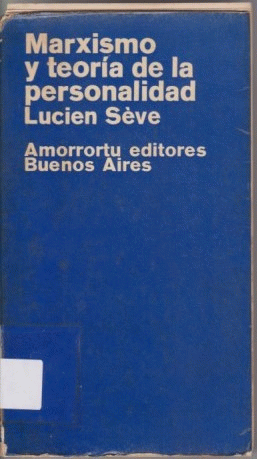 Marxismo
y teoría de la
personalidad
Lucien Sève
Amorrortu editores
Buenos Aires